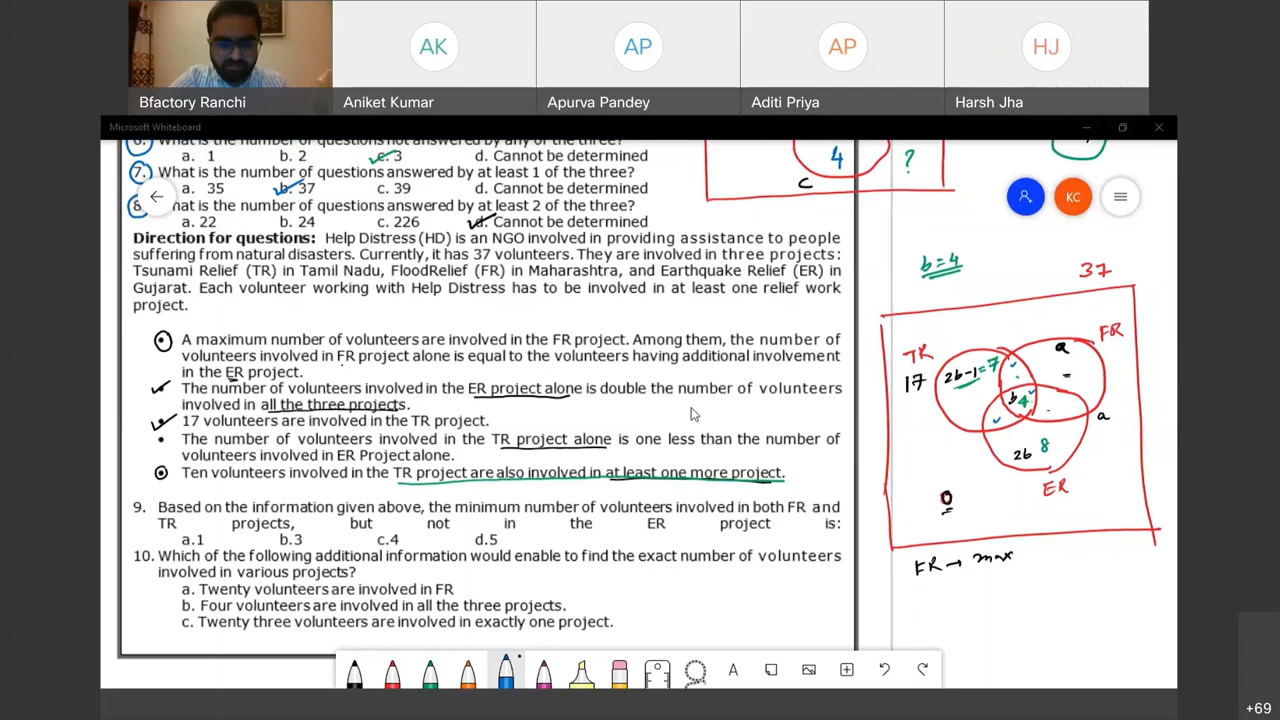 AK
AP
AP
HJ
Bfactory Ranchi
Aniket Kumar
Apurva Pandey
Aditi Priya
Harsh Jha
Microsoft Whiteboard
6. What is the number of questions not answered by any of the three?
a. 1 b. 2 c. 3 d. Cannot be determined
7. What is the number of questions answered by at least 1 of the three?
a. 35 b. 37 c. 39 d. Cannot be determined
8. What is the number of questions answered by at least 2 of the three?
a. 22 b. 24 c. 226 d. Cannot be determined
Direction for questions: Help Distress (HD) is an NGO involved in providing assistance to people
suffering from natural disasters. Currently, it has 37 volunteers. They are involved in three projects:
Tsunami Relief (TR) in Tamil Nadu, FloodRelief (FR) in Maharashtra, and Earthquake Relief (ER) in
Gujarat. Each volunteer working with Help Distress has to be involved in at least one relief work
project.
• A maximum number of volunteers are involved in the FR project. Among them, the number of
volunteers involved in FR project alone is equal to the volunteers having additional involvement
in the ER project.
• The number of volunteers involved in the ER project alone is double the number of volunteers
involved in all the three projects.
• 17 volunteers are involved in the TR project.
• The number of volunteers involved in the TR project alone is one less than the number of
volunteers involved in ER Project alone.
• Ten volunteers involved in the TR project are also involved in at least one more project.
9. Based on the information given above, the minimum number of volunteers involved in both FR and
TR projects, but not in the ER project is:
a.1 b.3 c.4 d.5
10. Which of the following additional information would enable to find the exact number of volunteers
involved in various projects?
a. Twenty volunteers are involved in FR
b. Four volunteers are involved in all the three projects.
c. Twenty three volunteers are involved in exactly one project.
4
?
C
KC
b=4
37
TR
17
FR
a
2b-1=7
b 4
a
2b 8
ER
0
FR → max
A
+69